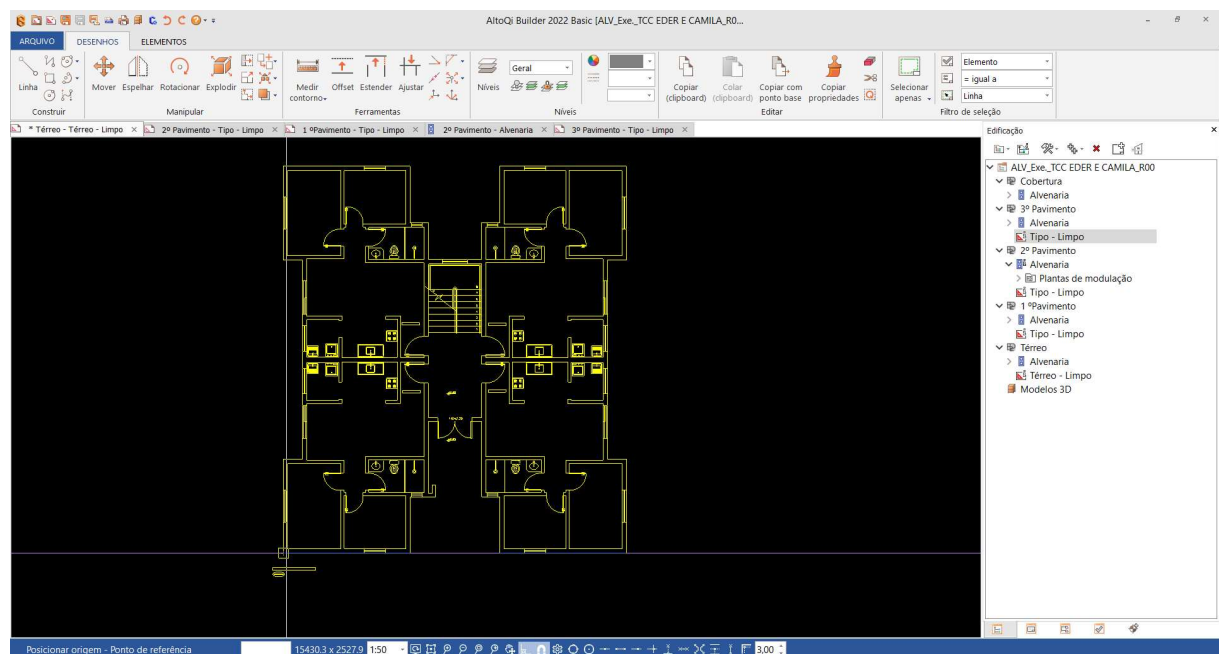 AltoQi Builder 2022 Basic [ALV_Exe._TCC EDER E CAMILA_R0...
ARQUIVO DESENHOS ELEMENTOS
Linha
Construir
Mover Espelhar Rotacionar Explodir
Manipular
Medir contorno
Offset Estender Ajustar
Ferramentas
Geral
Níveis
Níveis
Copiar (clipboard)
Colar (clipboard)
Copiar com ponto base
Copiar propriedades
Editar
Selecionar apenas
Elemento
= igual a
Linha
Filtro de seleção
* Térreo - Térreo - Limpo × 2º Pavimento - Tipo - Limpo × 1 ºPavimento - Tipo - Limpo × 2º Pavimento - Alvenaria × 3º Pavimento - Tipo - Limpo ×
Edificação
ALV_Exe._TCC EDER E CAMILA_R00
Cobertura
Alvenaria
3º Pavimento
Alvenaria
Tipo - Limpo
2º Pavimento
Alvenaria
Plantas de modulação
Tipo - Limpo
1 ºPavimento
Alvenaria
Tipo - Limpo
Térreo
Alvenaria
Térreo - Limpo
Modelos 3D
Posicionar origem - Ponto de referência 15430.3 x 2527.9 1:50 3,00